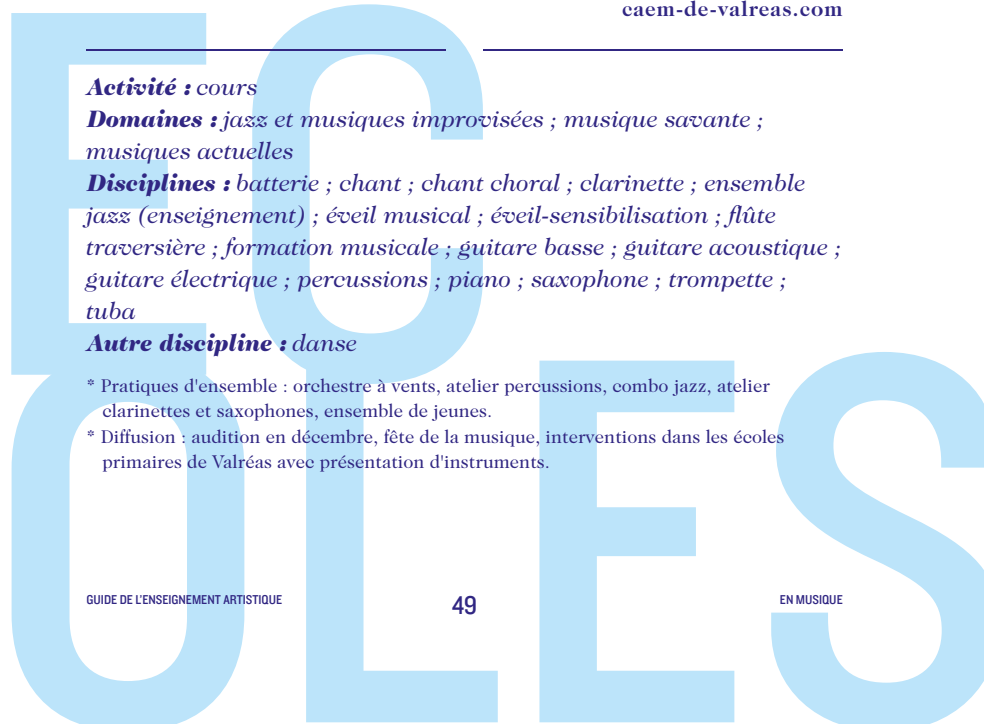 caem-de-valreas.com
Activité : cours
Domaines : jazz et musiques improvisées ; musique savante ;
musiques actuelles
Disciplines : batterie ; chant ; chant choral ; clarinette ; ensemble
jazz (enseignement) ; éveil musical ; éveil-sensibilisation ; flûte
traversière ; formation musicale ; guitare basse ; guitare acoustique ;
guitare électrique ; percussions ; piano ; saxophone ; trompette ;
tuba
Autre discipline : danse
* Pratiques d'ensemble : orchestre à vents, atelier percussions, combo jazz, atelier
clarinettes et saxophones, ensemble de jeunes.
* Diffusion : audition en décembre, fête de la musique, interventions dans les écoles
primaires de Valréas avec présentation d'instruments.
EC
OLES
GUIDE DE L'ENSEIGNEMENT ARTISTIQUE 49 EN MUSIQUE